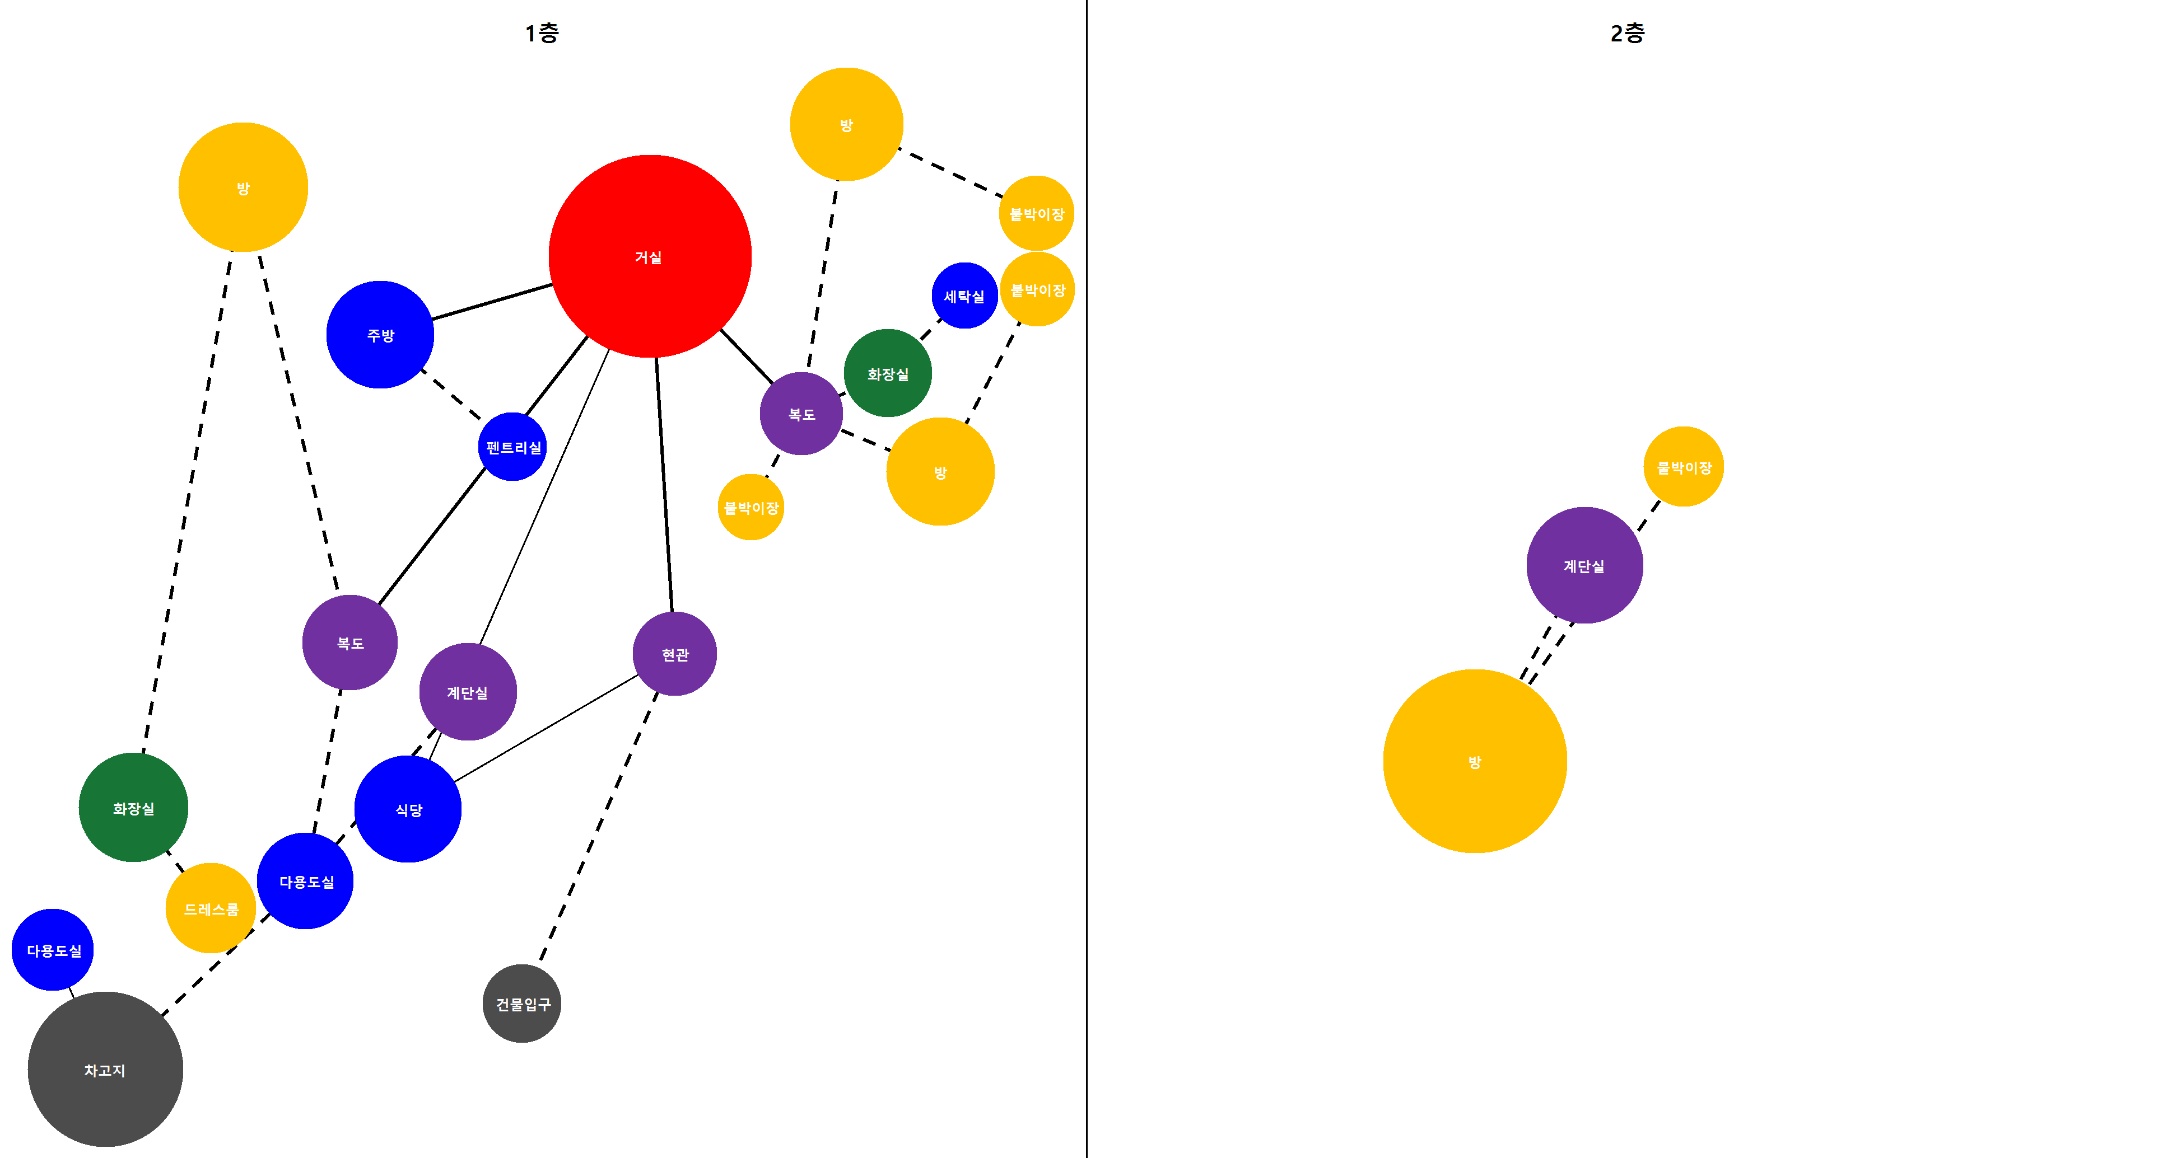 1층
2층
방
방
붙박이장
거실
세탁실
붙박이장
주방
화장실
복도
펜트리실
방
붙박이장
복도
현관
계단실
화장실
식당
다용도실
드레스룸
다용도실
건물입구
차고지
붙박이장
계단실
방